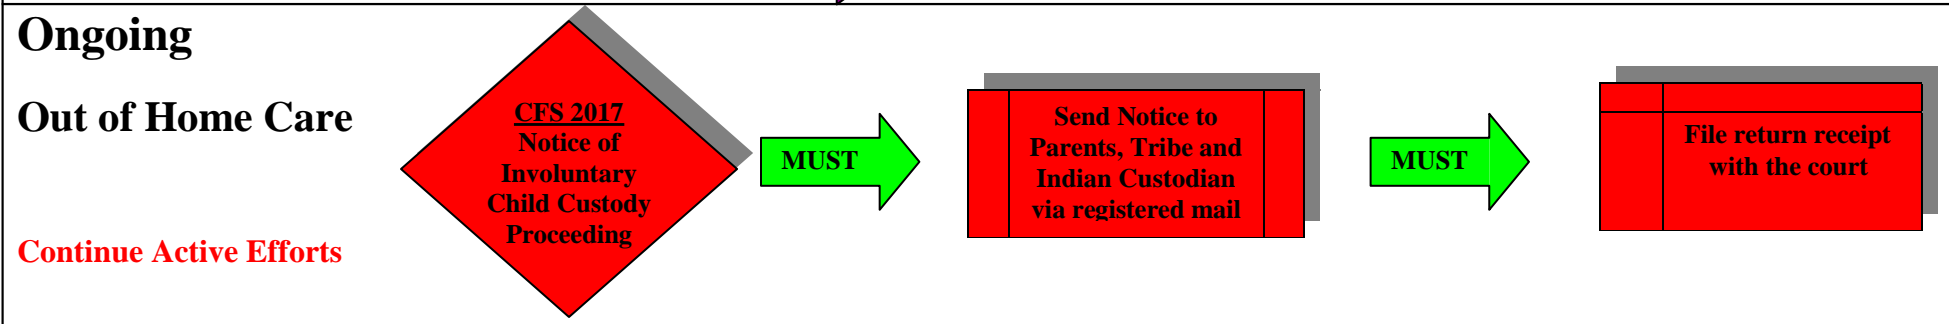 Ongoing
Out of Home Care
Continue Active Efforts
CFS 2017
Notice of
Involuntary
Child Custody
Proceeding
MUST
Send Notice to
Parents, Tribe and
Indian Custodian
via registered mail
MUST
File return receipt
with the court